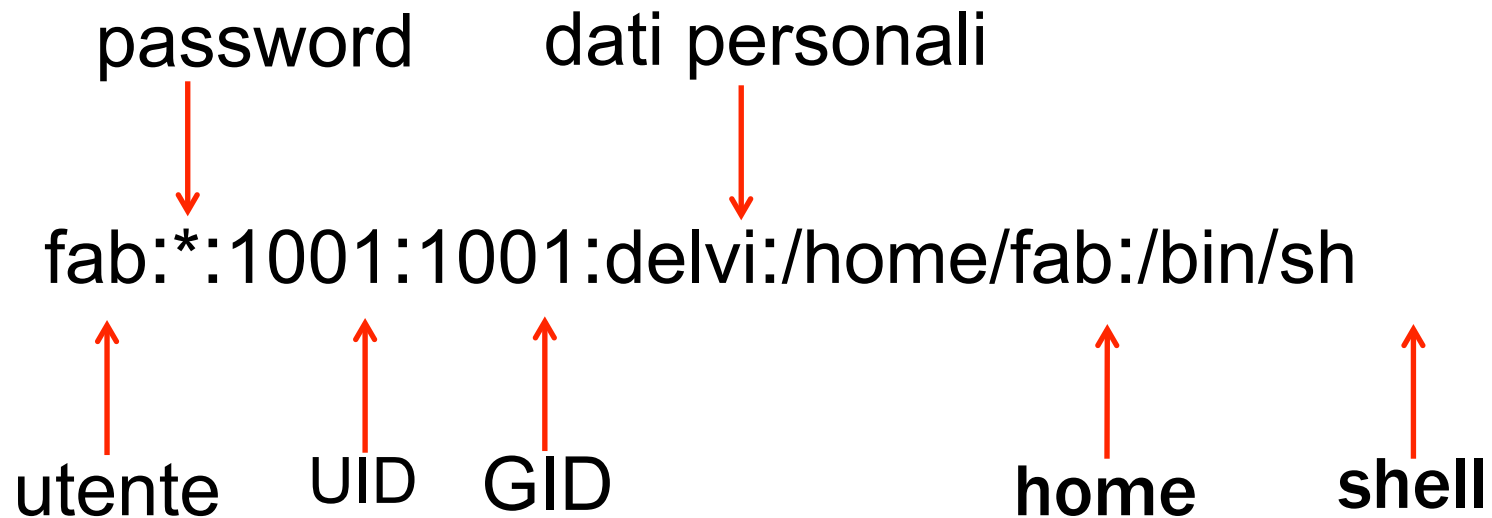 password dati personali
fab:*:1001:1001:delvi:/home/fab:/bin/sh
utente UID GID home shell